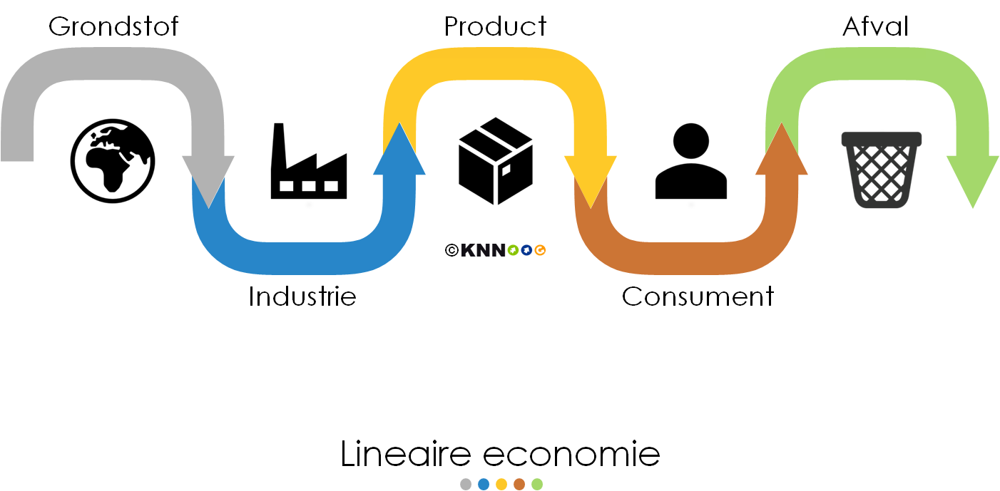 Grondstof
Product
Afval
©KNN
Industrie
Consument
Lineaire economie